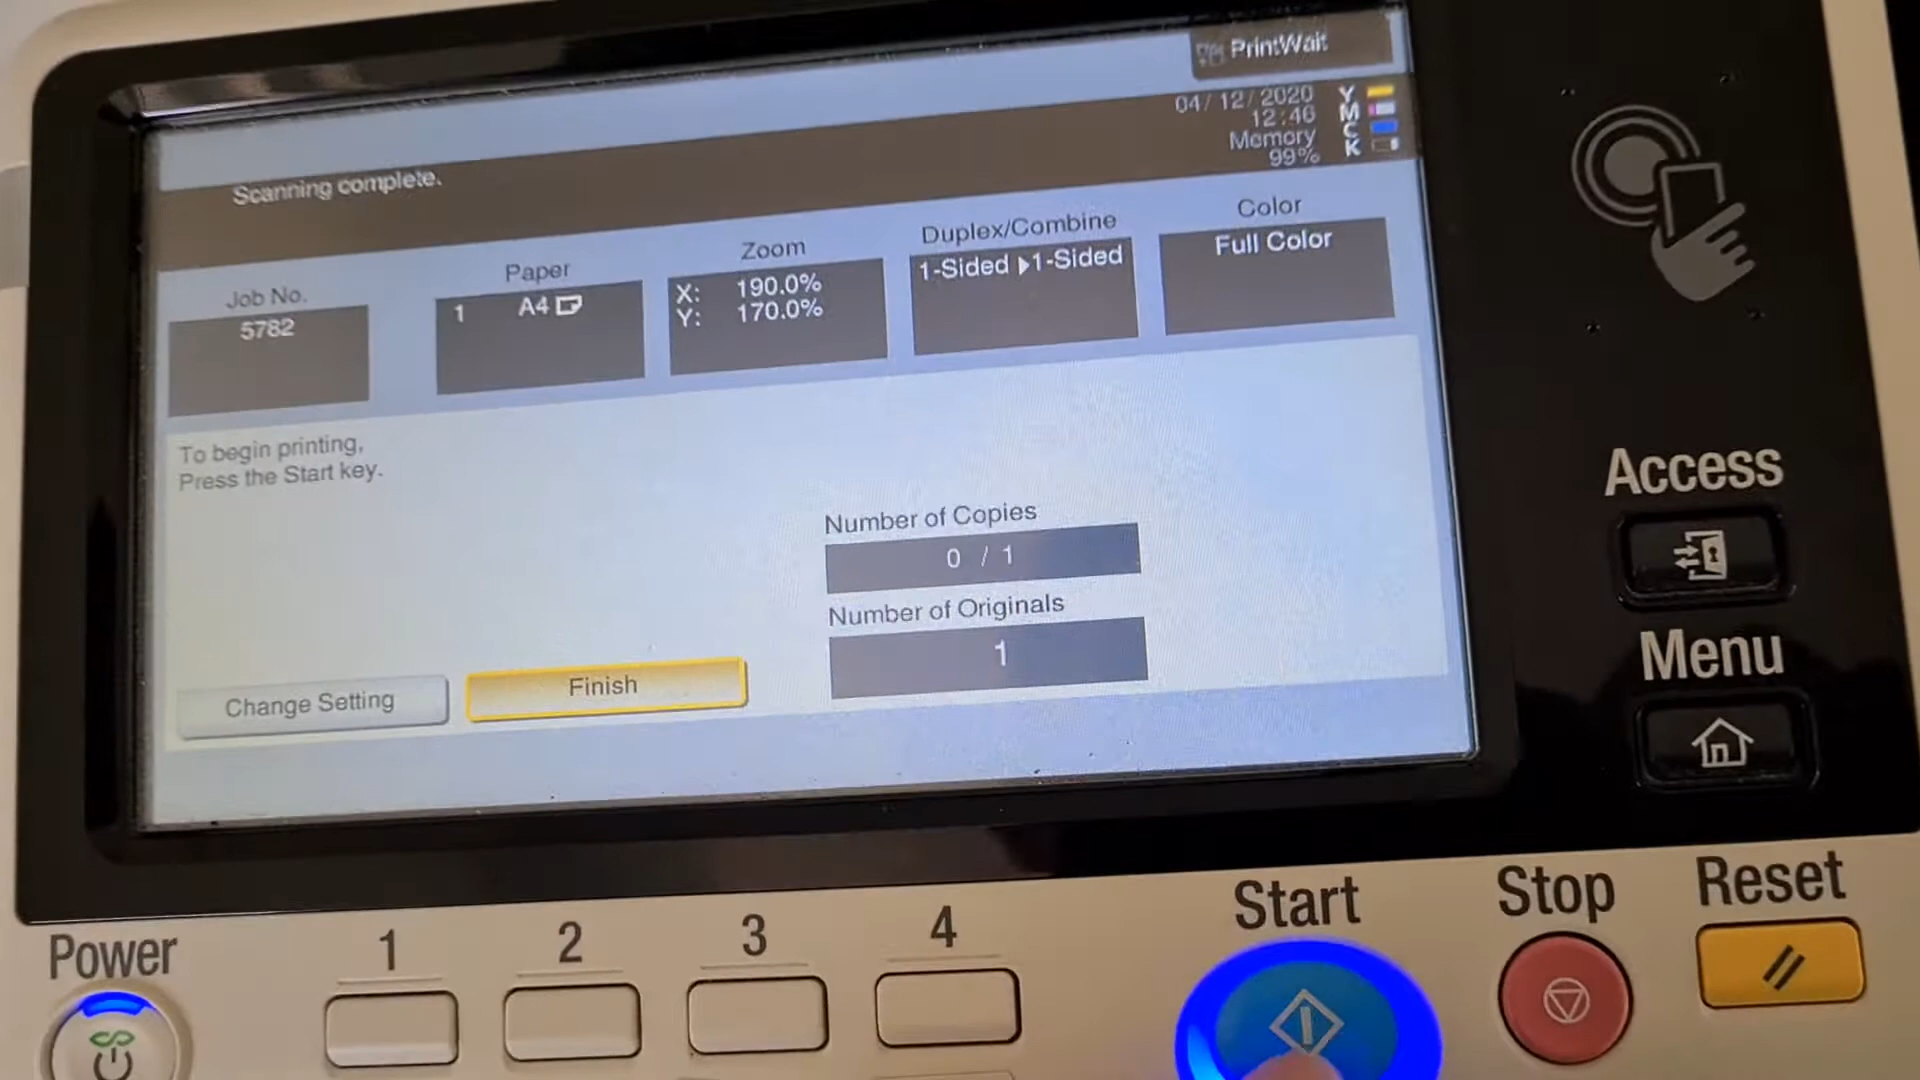 PrintWait
04/12/2020
12:46
Memory
99%
Y
M
C
K
Scanning complete.
Job No.
5782
Paper
1 A4
Zoom
X: 190.0%
Y: 170.0%
Duplex/Combine
1-Sided ▶1-Sided
Color
Full Color
To begin printing,
Press the Start key.
Number of Copies
0 / 1
Number of Originals
1
Change Setting
Finish
Access
Menu
Power
1
2
3
4
Start
Stop
Reset